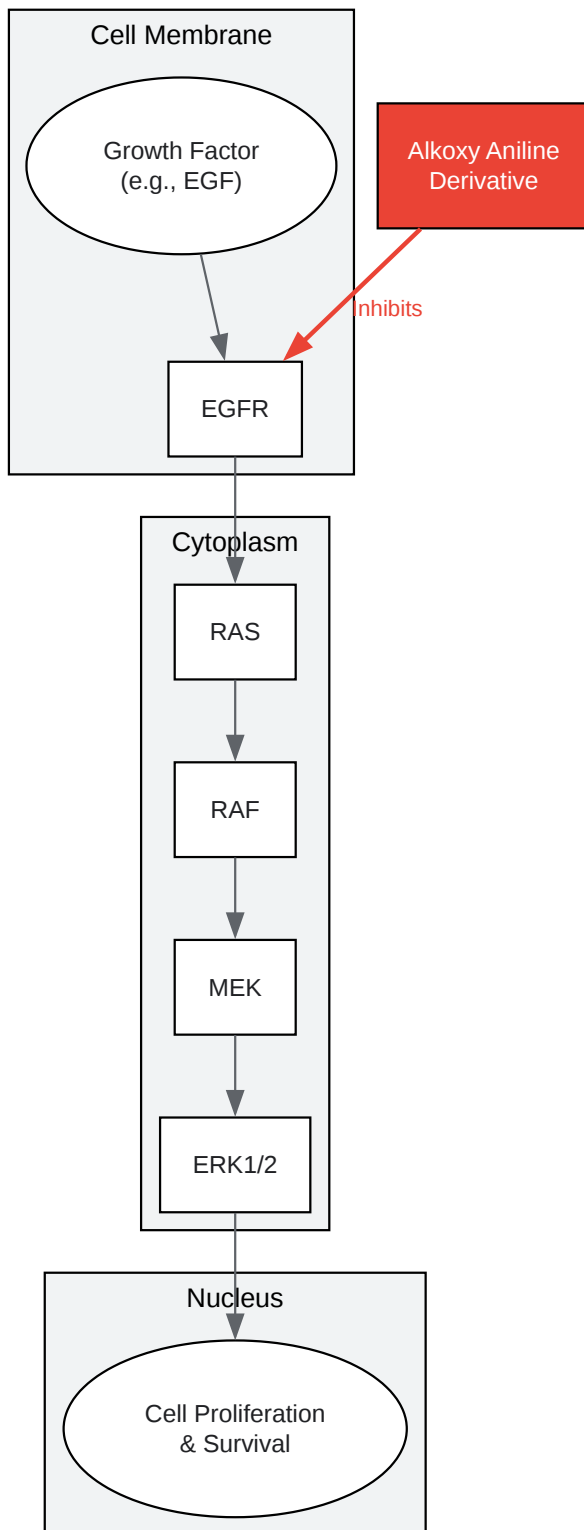 Cell Membrane
Growth Factor
(e.g., EGF)
Alkoxy Aniline
Derivative
Inhibits
EGFR
Cytoplasm
RAS
RAF
MEK
ERK1/2
Nucleus
Cell Proliferation
& Survival